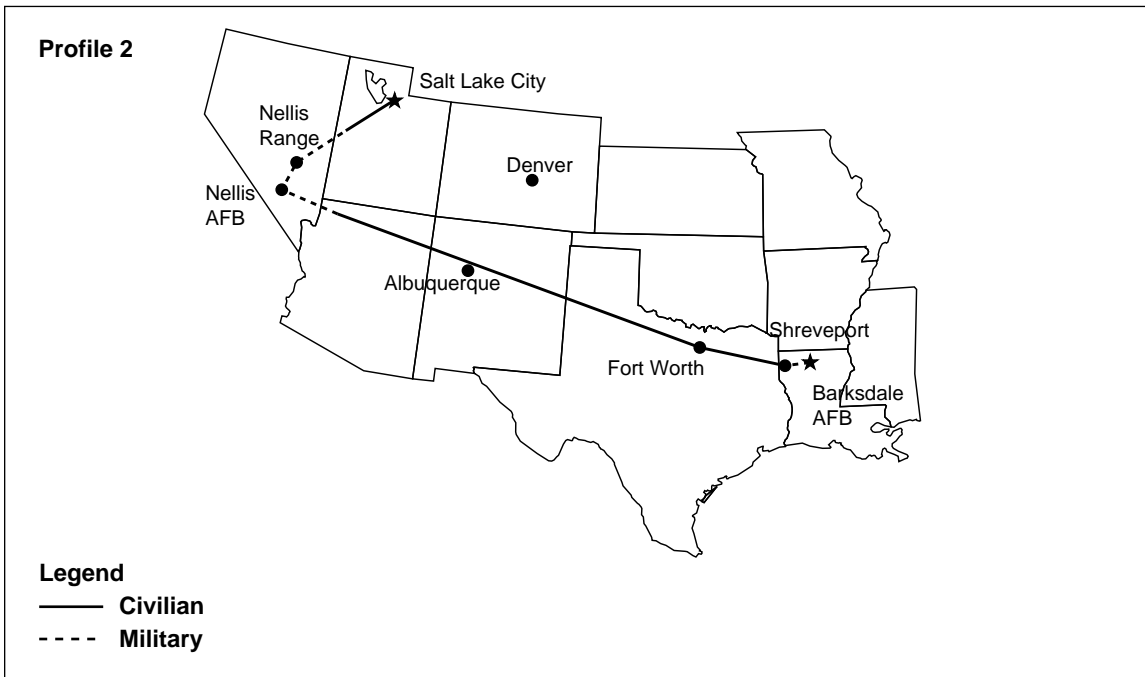 Profile 2
Salt Lake City
Nellis
Range
Denver
Nellis
AFB
Albuquerque
Shreveport
Fort Worth
Barksdale
AFB
Legend
Civilian
Military